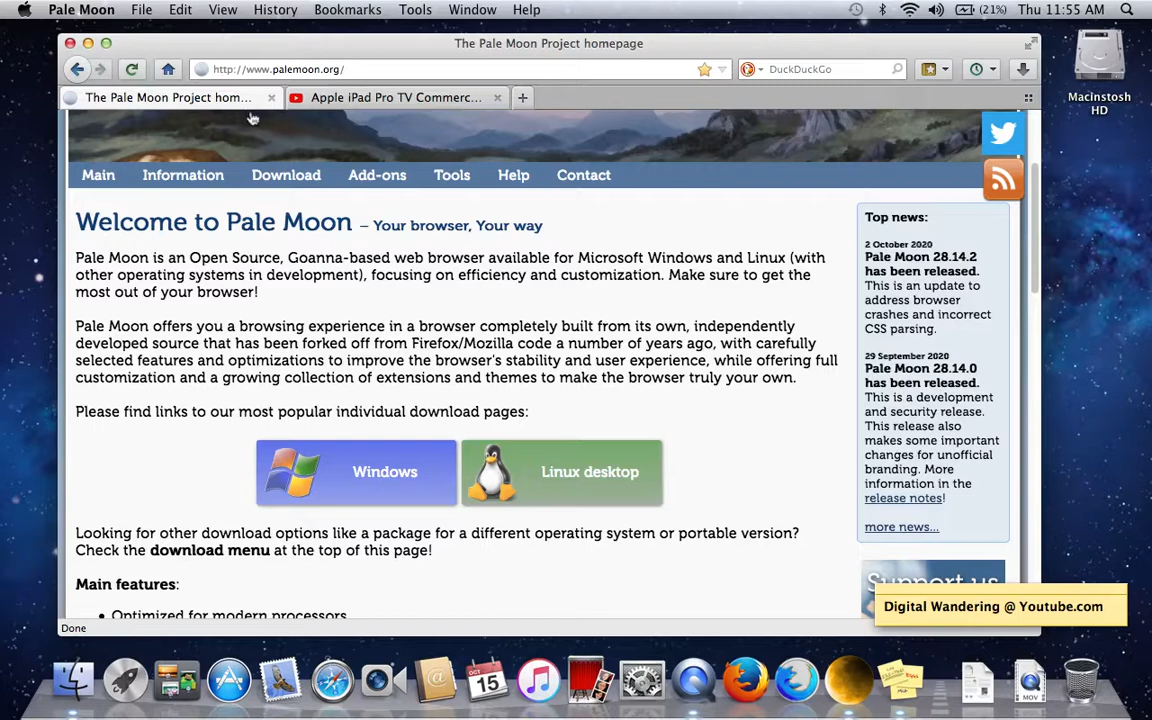 Pale Moon File Edit View History Bookmarks Tools Window Help (21%) Thu 11:55 AM
The Pale Moon Project homepage
http://www.palemoon.org/ DuckDuckGo
The Pale Moon Project hom... Apple iPad Pro TV Commerc...
Macintosh
HD
Main Information Download Add-ons Tools Help Contact
Welcome to Pale Moon – Your browser, Your way
Pale Moon is an Open Source, Goanna-based web browser available for Microsoft Windows and Linux (with
other operating systems in development), focusing on efficiency and customization. Make sure to get the
most out of your browser!
Pale Moon offers you a browsing experience in a browser completely built from its own, independently
developed source that has been forked off from Firefox/Mozilla code a number of years ago, with carefully
selected features and optimizations to improve the browser's stability and user experience, while offering full
customization and a growing collection of extensions and themes to make the browser truly your own.
Please find links to our most popular individual download pages:
Windows Linux desktop
Looking for other download options like a package for a different operating system or portable version?
Check the download menu at the top of this page!
Main features:
• Optimized for modern processors
Top news:
2 October 2020
Pale Moon 28.14.2
has been released.
This is an update to
address browser
crashes and incorrect
CSS parsing.
29 September 2020
Pale Moon 28.14.0
has been released.
This is a development
and security release.
This release also
makes some important
changes for unofficial
branding. More
information in the
release notes!
more news...
Support us
Digital Wandering @ Youtube.com
Done
OCT
15
MOV